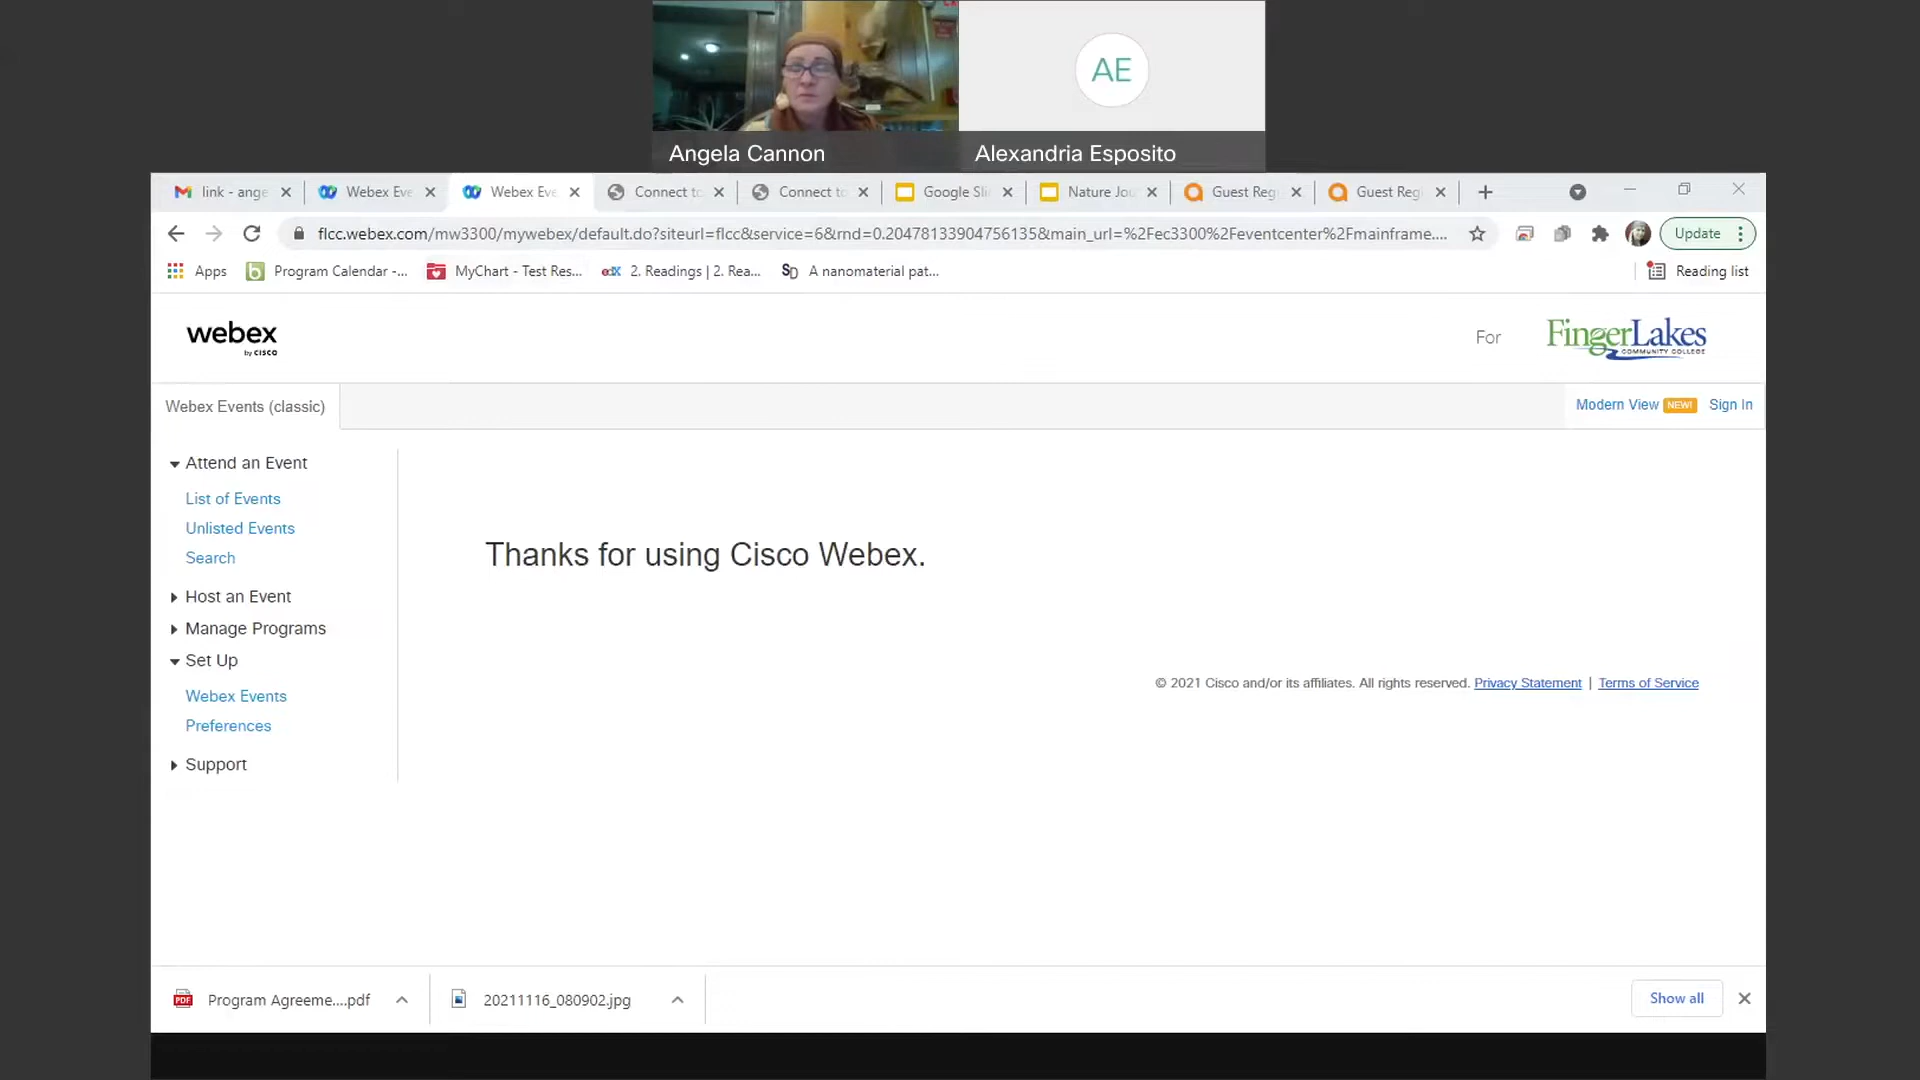 AE
Angela Cannon
Alexandria Esposito
link - ange
Webex Eve
Webex Eve
Connect to
Connect to
Google Sli
Nature Jou
Guest Reg
Guest Reg
flcc.webex.com/mw3300/mywebex/default.do?siteurl=flcc&service=6&rnd=0.20478133904756135&main_url=%2Fec3300%2Feventcenter%2Fmainframe....
Update
Apps
Program Calendar -...
MyChart - Test Res...
edX
2. Readings | 2. Rea...
SD
A nanomaterial pat...
Reading list
webex
by CISCO
For
FingerLakes
COMMUNITY COLLEGE
Webex Events (classic)
Modern View NEW! Sign In
Attend an Event
List of Events
Unlisted Events
Search
Host an Event
Manage Programs
Set Up
Webex Events
Preferences
Support
Thanks for using Cisco Webex.
© 2021 Cisco and/or its affiliates. All rights reserved. Privacy Statement | Terms of Service
PDF
Program Agreeme....pdf
20211116_080902.jpg
Show all